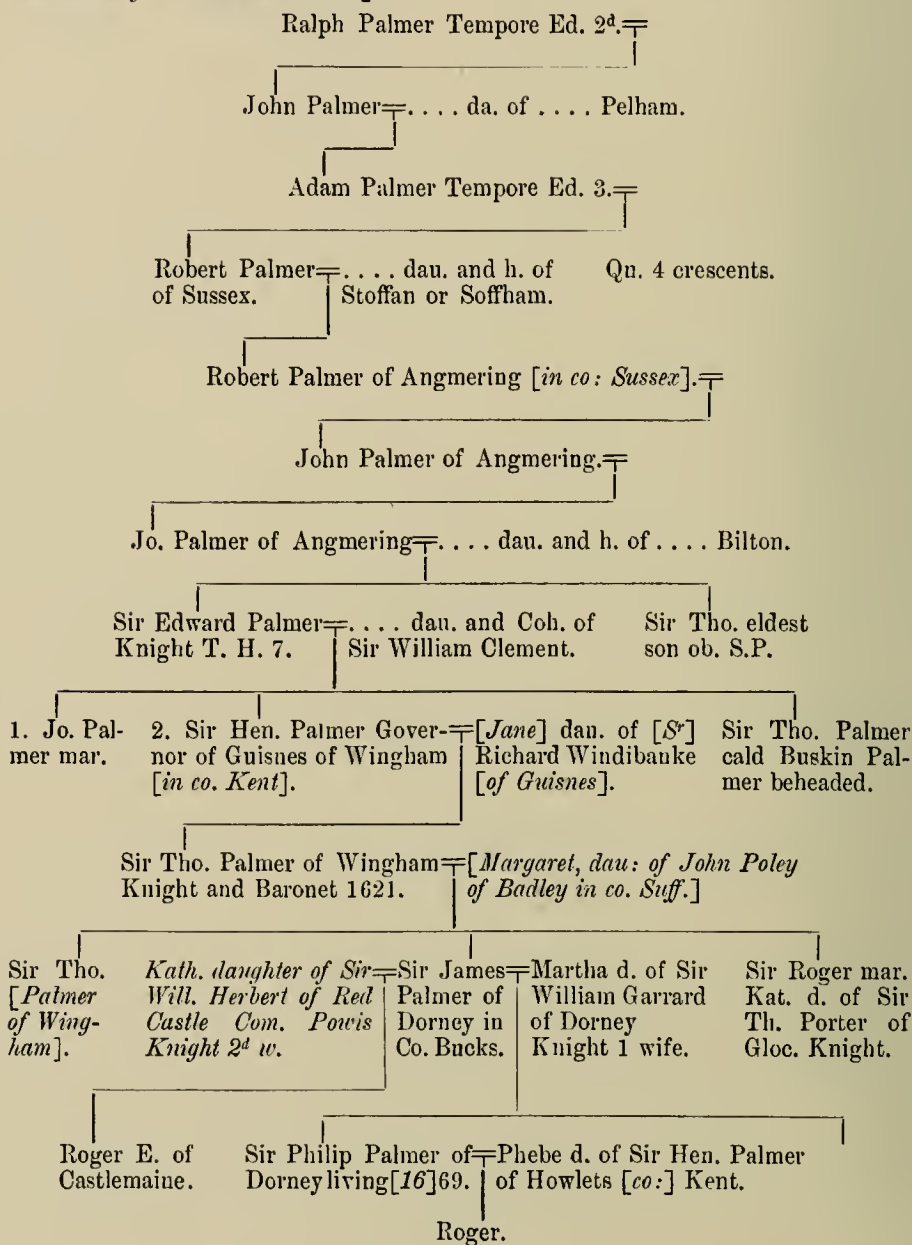 Ralph Palmer Tempore Ed. 2d.
John Palmer=. . . . da. of . . . . Pelham.
Adam Palmer Tempore Ed. 3.
Robert Palmer=. . . . dau. and h. of Qu. 4 crescents.
of Sussex. Stoffan or Soffham.
Robert Palmer of Angmering [in co: Sussex].
John Palmer of Angmering.
Jo. Palmer of Angmering=. . . . dau. and h. of . . . . Bilton.
Sir Edward Palmer=. . . . dau. and Coh. of Sir Tho. eldest
Knight T. H. 7. Sir William Clement. son ob. S.P.
1. Jo. Pal- 2. Sir Hen. Palmer Gover-=[Jane] dau. of [Sr] Sir Tho. Palmer
mer mar. nor of Guisnes of Wingham Richard Windibanke cald Buskin Pal-
[in co. Kent]. [of Guisnes]. mer beheaded.
Sir Tho. Palmer of Wingham=[Margaret, dau: of John Poley
Knight and Baronet 1621. of Badley in co. Suff.]
Sir Tho. Kath. daughter of Sir=Sir James=Martha d. of Sir Sir Roger mar.
[Palmer Will. Herbert of Red Palmer of William Garrard Kat. d. of Sir
of Wing- Castle Com. Powis Dorney in of Dorney Th. Porter of
ham]. Knight 2d w. Co. Bucks. Knight 1 wife. Gloc. Knight.
Roger E. of Sir Philip Palmer of=Phebe d. of Sir Hen. Palmer
Castlemaine. Dorney living [16]69. of Howlets [co:] Kent.
Roger.